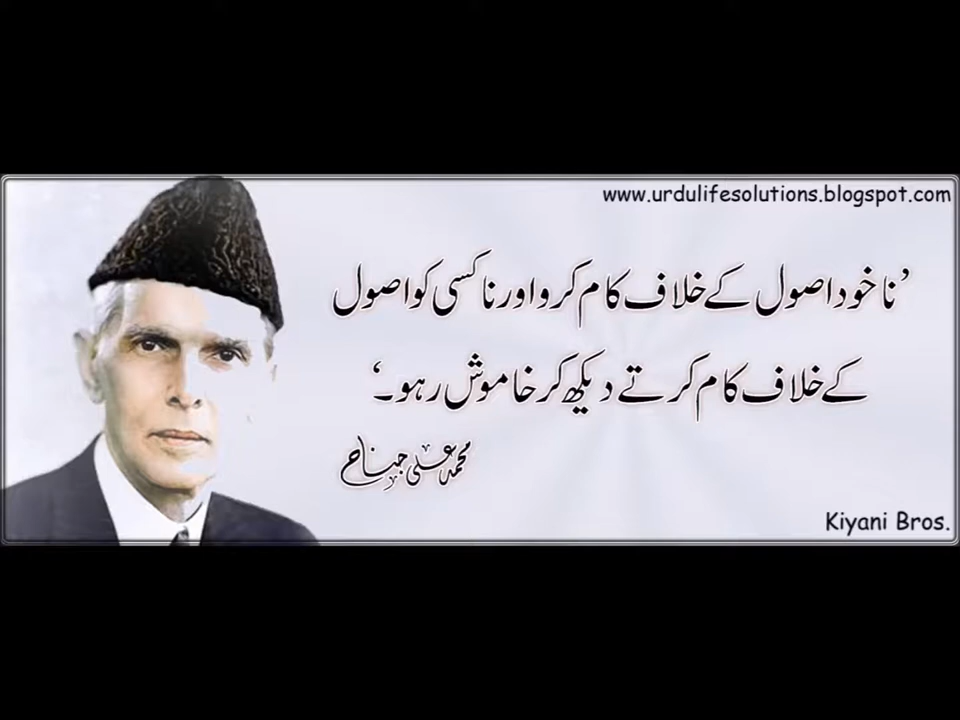 www.urdulifesolutions.blogspot.com
’نا خود اصول کے خلاف کام کرو اور نا کسی کو اصول
کے خلاف کام کرتے دیکھ کر خاموش رہو۔‘
محمد علی جناح
Kiyani Bros.